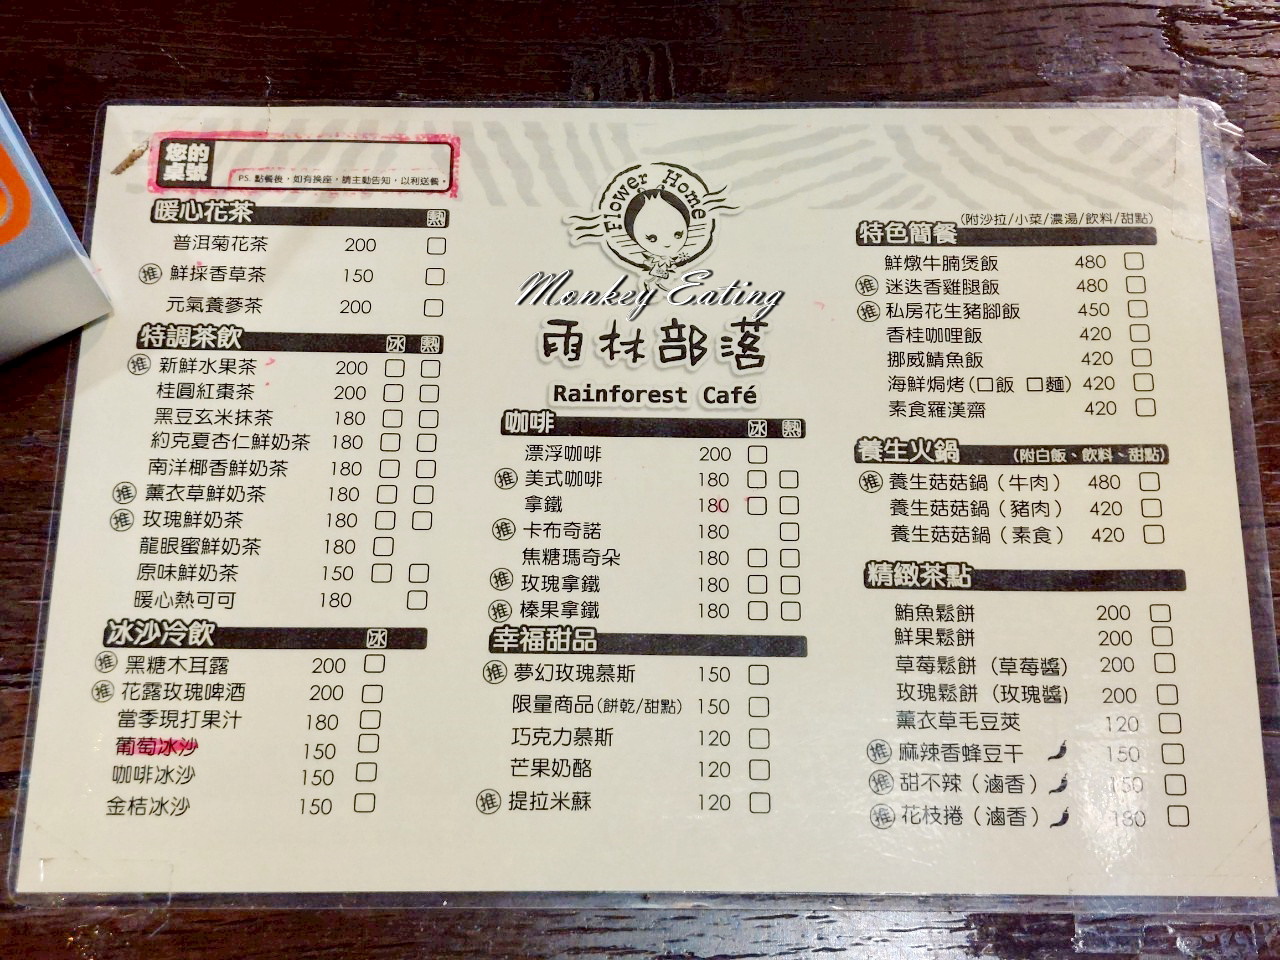 您的
桌號
PS. 點餐後，如有換座，請主動告知，以利送餐。
暖心花茶 熱
普洱菊花茶 200 □
推 鮮採香草茶 150 □
元氣養蔘茶 200 □
特調茶飲 冰 熱
推 新鮮水果茶 200 □ □
桂圓紅棗茶 200 □ □
黑豆玄米抹茶 180 □ □
約克夏杏仁鮮奶茶 180 □ □
南洋椰香鮮奶茶 180 □ □
推 薰衣草鮮奶茶 180 □ □
推 玫瑰鮮奶茶 180 □ □
龍眼蜜鮮奶茶 180 □
原味鮮奶茶 150 □ □
暖心熱可可 180 □
冰沙冷飲 冰
推 黑糖木耳露 200 □
推 花露玫瑰啤酒 200 □
當季現打果汁 180 □
葡萄冰沙 150 □
咖啡冰沙 150 □
金桔冰沙 150 □
Flower Home
Monkey Eating
雨林部落
Rainforest Café
咖啡 冰 熱
漂浮咖啡 200 □
推 美式咖啡 180 □ □
拿鐵 180 □ □
推 卡布奇諾 180 □
焦糖瑪奇朵 180 □ □
推 玫瑰拿鐵 180 □ □
推 榛果拿鐵 180 □ □
幸福甜品
推 夢幻玫瑰慕斯 150 □
限量商品(餅乾/甜點) 150 □
巧克力慕斯 120 □
芒果奶酪 120 □
推 提拉米蘇 120 □
特色簡餐 (附沙拉/小菜/濃湯/飲料/甜點)
鮮燉牛腩煲飯 480 □
推 迷迭香雞腿飯 480 □
推 私房花生豬腳飯 450 □
香桂咖哩飯 420 □
挪威鯖魚飯 420 □
海鮮焗烤(□飯 □麵) 420 □
素食羅漢齋 420 □
養生火鍋 (附白飯、飲料、甜點)
推 養生菇菇鍋（牛肉） 480 □
養生菇菇鍋（豬肉） 420 □
養生菇菇鍋（素食） 420 □
精緻茶點
鮪魚鬆餅 200 □
鮮果鬆餅 200 □
草莓鬆餅（草莓醬） 200 □
玫瑰鬆餅（玫瑰醬） 200 □
薰衣草毛豆莢 120 □
推 麻辣香蜂豆干 150 □
推 甜不辣（滷香） 150 □
推 花枝捲（滷香） 180 □